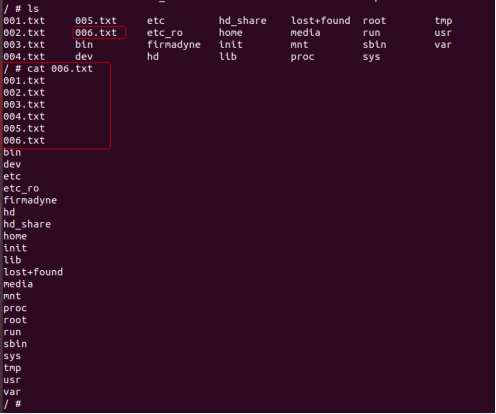 / # ls
001.txt 005.txt etc hd_share lost+found root tmp
002.txt 006.txt etc_ro home media run usr
003.txt bin firmadyne init mnt sbin var
004.txt dev hd lib proc sys
/ # cat 006.txt
001.txt
002.txt
003.txt
004.txt
005.txt
006.txt
bin
dev
etc
etc_ro
firmadyne
hd
hd_share
home
init
lib
lost+found
media
mnt
proc
root
run
sbin
sys
tmp
usr
var
/ #